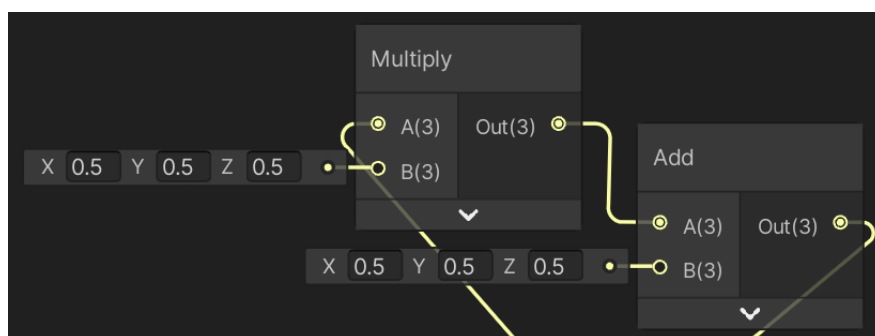 Multiply
A(3) Out(3)
X 0.5 Y 0.5 Z 0.5 B(3)
Add
A(3) Out(3)
X 0.5 Y 0.5 Z 0.5 B(3)